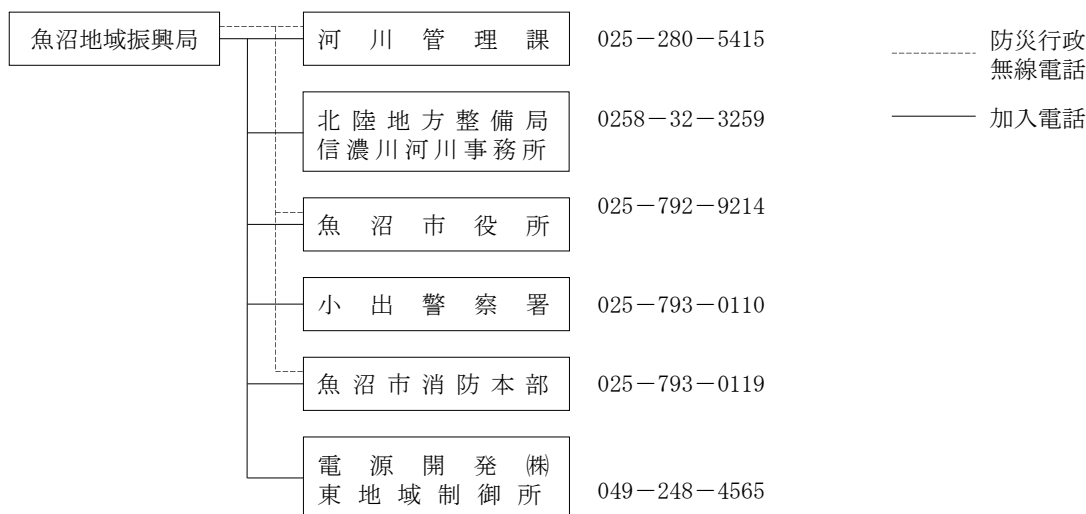 魚沼地域振興局
河川管理課 025-280-5415
北陸地方整備局
信濃川河川事務所
0258-32-3259
魚沼市役所 025-792-9214
小出警察署 025-793-0110
魚沼市消防本部 025-793-0119
電源開発㈱
東地域制御所
049-248-4565
防災行政
無線電話
加入電話